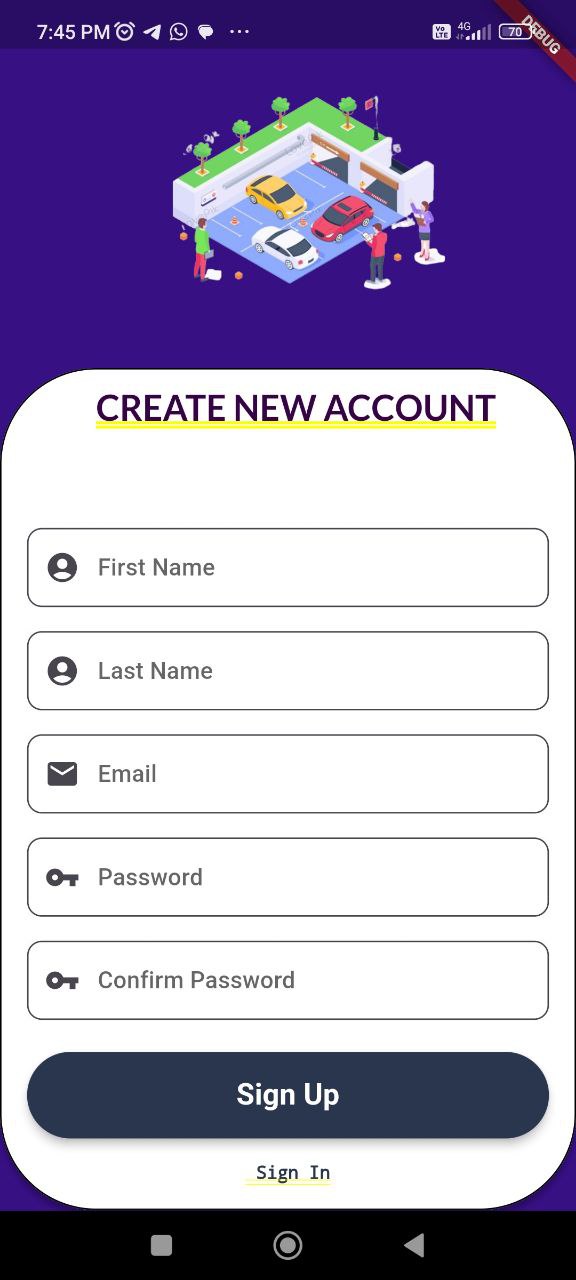 7:45 PM
Vo LTE 4G 70
DEBUG
CREATE NEW ACCOUNT
First Name
Last Name
Email
Password
Confirm Password
Sign Up
Sign In